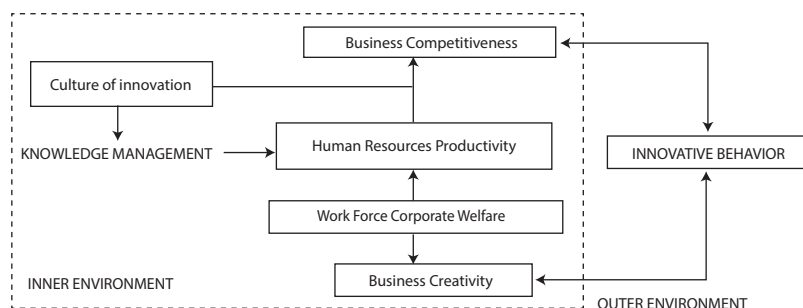 Business Competitiveness
Culture of innovation
KNOWLEDGE MANAGEMENT
Human Resources Productivity
INNOVATIVE BEHAVIOR
Work Force Corporate Welfare
INNER ENVIRONMENT
Business Creativity
OUTER ENVIRONMENT